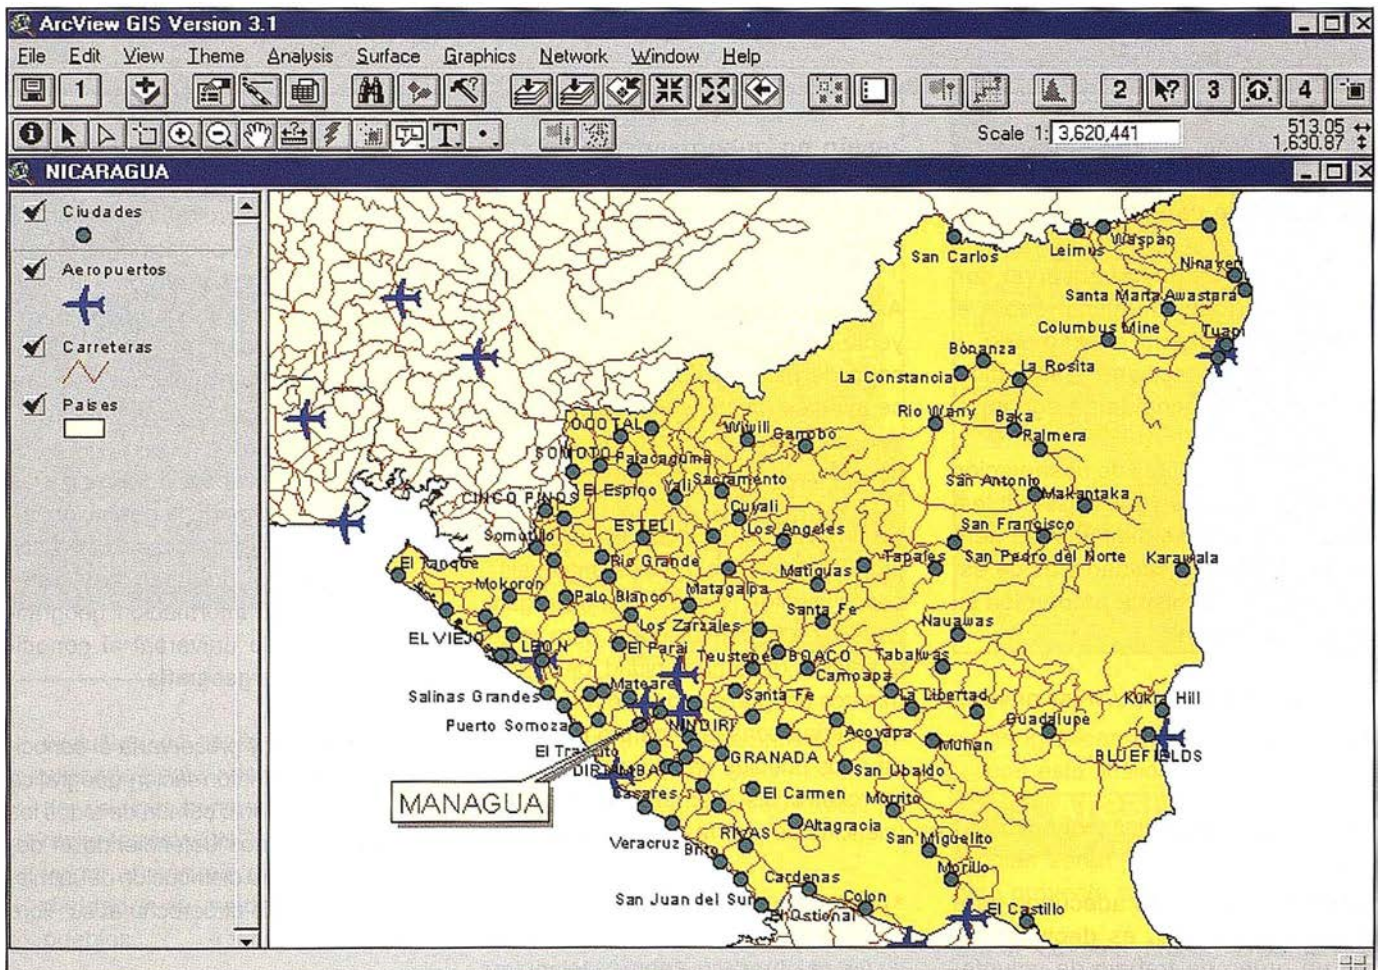 ArcView GIS Version 3.1
File Edit View Theme Analysis Surface Graphics Network Window Help
1 2 3 4
Scale 1: 3,620,441
513.05
1,630.87
NICARAGUA
Ciudades
Aeropuertos
Carreteras
Paises
San Carlos
Leimus
Waspan
Santa Marta
Awastara
Columbus Mine
Tuapi
Bonanza
La Constancia
La Rosita
Rio Wany
Baka
Palmera
OCOTAL
Wiwili
Garrobo
SOMOTO
Palacaguina
San Antonio
Makantaka
CINCO PINOS
El Espino
Yali
Sacramento
Cuyali
Los Angeles
San Francisco
ESTELI
Somotillo
Rio Grande
Tapales
San Pedro del Norte
Karawala
El Tanque
Matiguas
Matagalpa
Mokoron
Palo Blanco
Santa Fe
Los Zarzales
Nauawas
EL VIEJO
LEON
El Paraí
Teustepe
BOACO
Tabalwas
Camoapa
Salinas Grandes
Mateare
Santa Fe
La Libertad
Kukra Hill
Puerto Somoza
NINDIRI
Acoyapa
Guadalupe
El Transito
GRANADA
Muhan
BLUEFIELDS
DIRIAMBA
San Ubaldo
MANAGUA
Casares
El Carmen
Morrito
Altagracia
RIVAS
San Miguelito
Veracruz
Brito
Morillo
Cardenas
San Juan del Sur
Colon
El Ostional
El Castillo